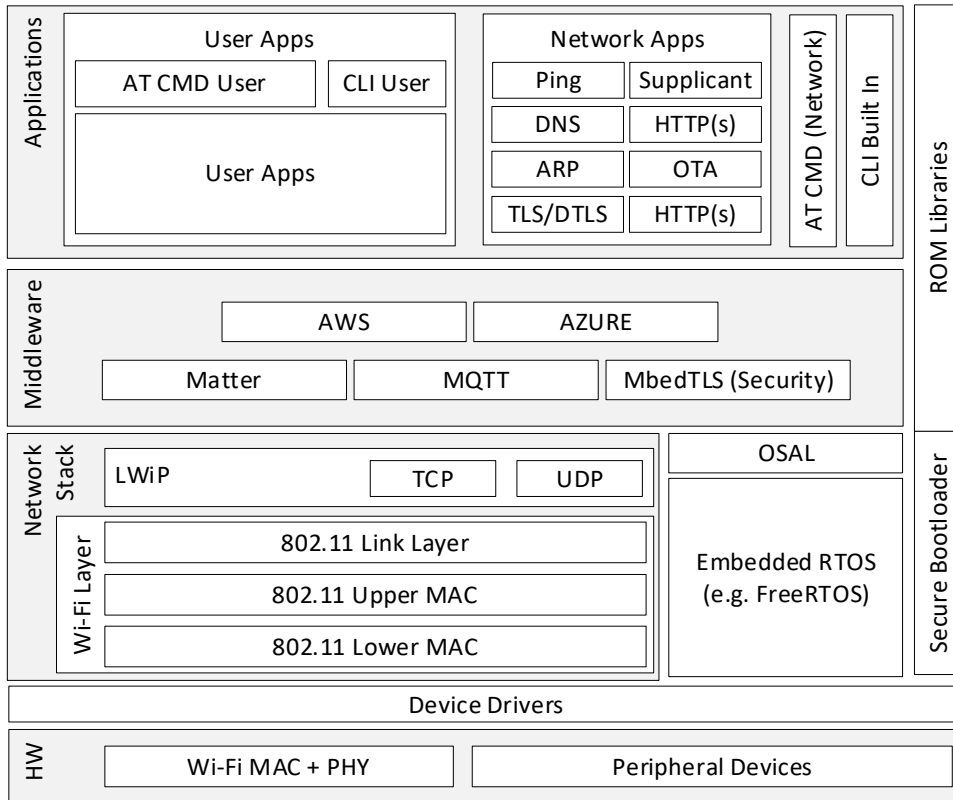 Applications
User Apps
AT CMD User
CLI User
User Apps
Network Apps
Ping
Supplicant
DNS
HTTP(s)
ARP
OTA
TLS/DTLS
HTTP(s)
AT CMD (Network)
CLI Built In
ROM Libraries
Middleware
AWS
AZURE
Matter
MQTT
MbedTLS (Security)
Network
Stack
LWiP
TCP
UDP
Wi-Fi Layer
802.11 Link Layer
802.11 Upper MAC
802.11 Lower MAC
OSAL
Embedded RTOS
(e.g. FreeRTOS)
Secure Bootloader
Device Drivers
HW
Wi-Fi MAC + PHY
Peripheral Devices